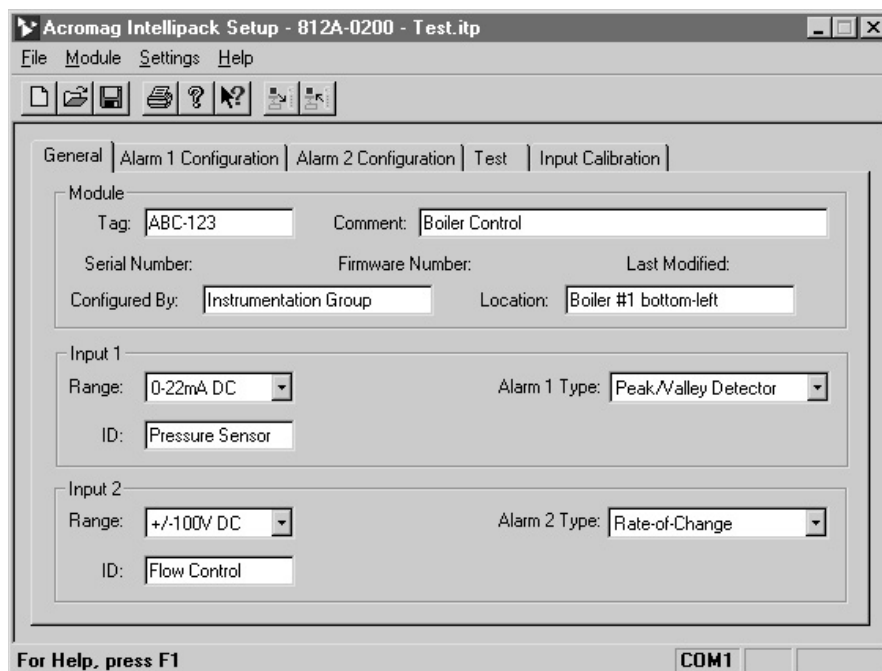 Acromag Intellipack Setup - 812A-0200 - Test.itp
File Module Settings Help
General Alarm 1 Configuration Alarm 2 Configuration Test Input Calibration
Module
Tag: ABC-123 Comment: Boiler Control
Serial Number: Firmware Number: Last Modified:
Configured By: Instrumentation Group Location: Boiler #1 bottom-left
Input 1
Range: 0-22mA DC Alarm 1 Type: Peak/Valley Detector
ID: Pressure Sensor
Input 2
Range: +/-100V DC Alarm 2 Type: Rate-of-Change
ID: Flow Control
For Help, press F1 COM1